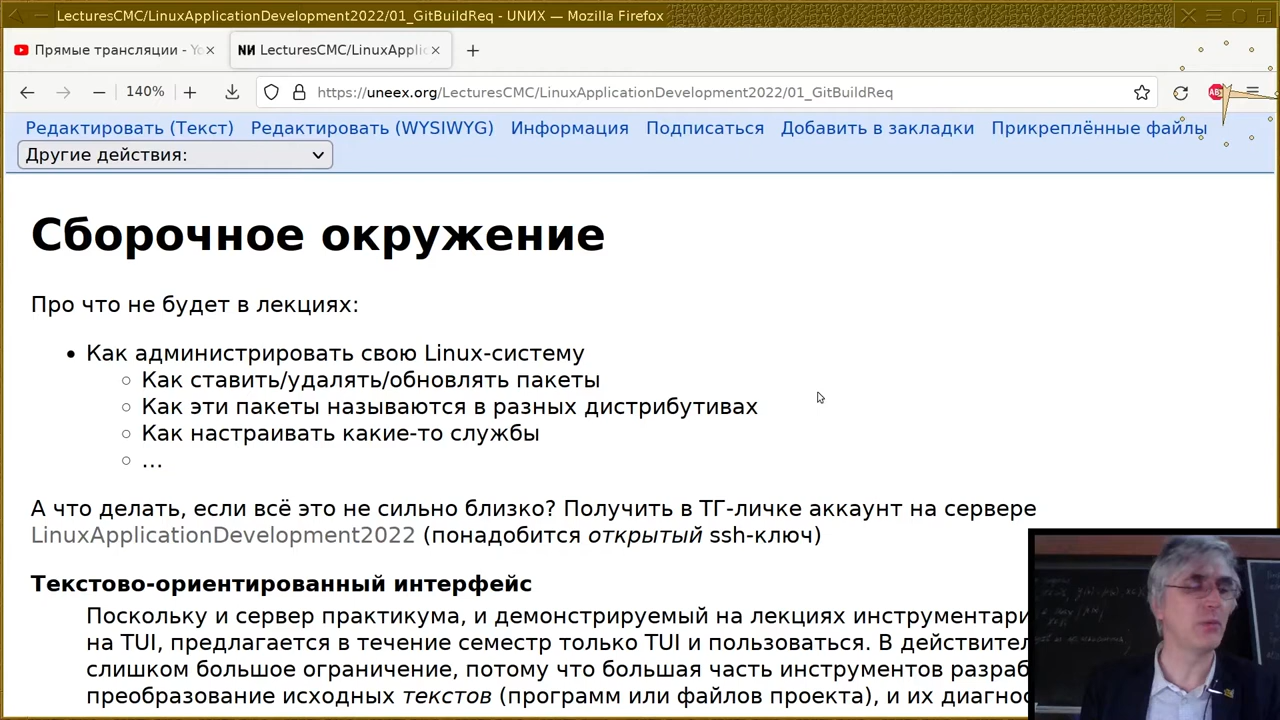 LecturesCMC/LinuxApplicationDevelopment2022/01_GitBuildReq - UNИX — Mozilla Firefox
Прямые трансляции -
NИ LecturesCMC/LinuxApplic
140%
https://uneex.org/LecturesCMC/LinuxApplicationDevelopment2022/01_GitBuildReq
Редактировать (Текст) Редактировать (WYSIWYG) Информация Подписаться Добавить в закладки Прикреплённые файлы
Другие действия:
Сборочное окружение
Про что не будет в лекциях:
• Как администрировать свою Linux-систему
◦ Как ставить/удалять/обновлять пакеты
◦ Как эти пакеты называются в разных дистрибутивах
◦ Как настраивать какие-то службы
◦ …
А что делать, если всё это не сильно близко? Получить в ТГ-личке аккаунт на сервере
LinuxApplicationDevelopment2022 (понадобится открытый ssh-ключ)
Текстово-ориентированный интерфейс
Поскольку и сервер практикума, и демонстрируемый на лекциях инструментари
на TUI, предлагается в течение семестр только TUI и пользоваться. В действител
слишком большое ограничение, потому что большая часть инструментов разраб
преобразование исходных текстов (программ или файлов проекта), и их диагнос